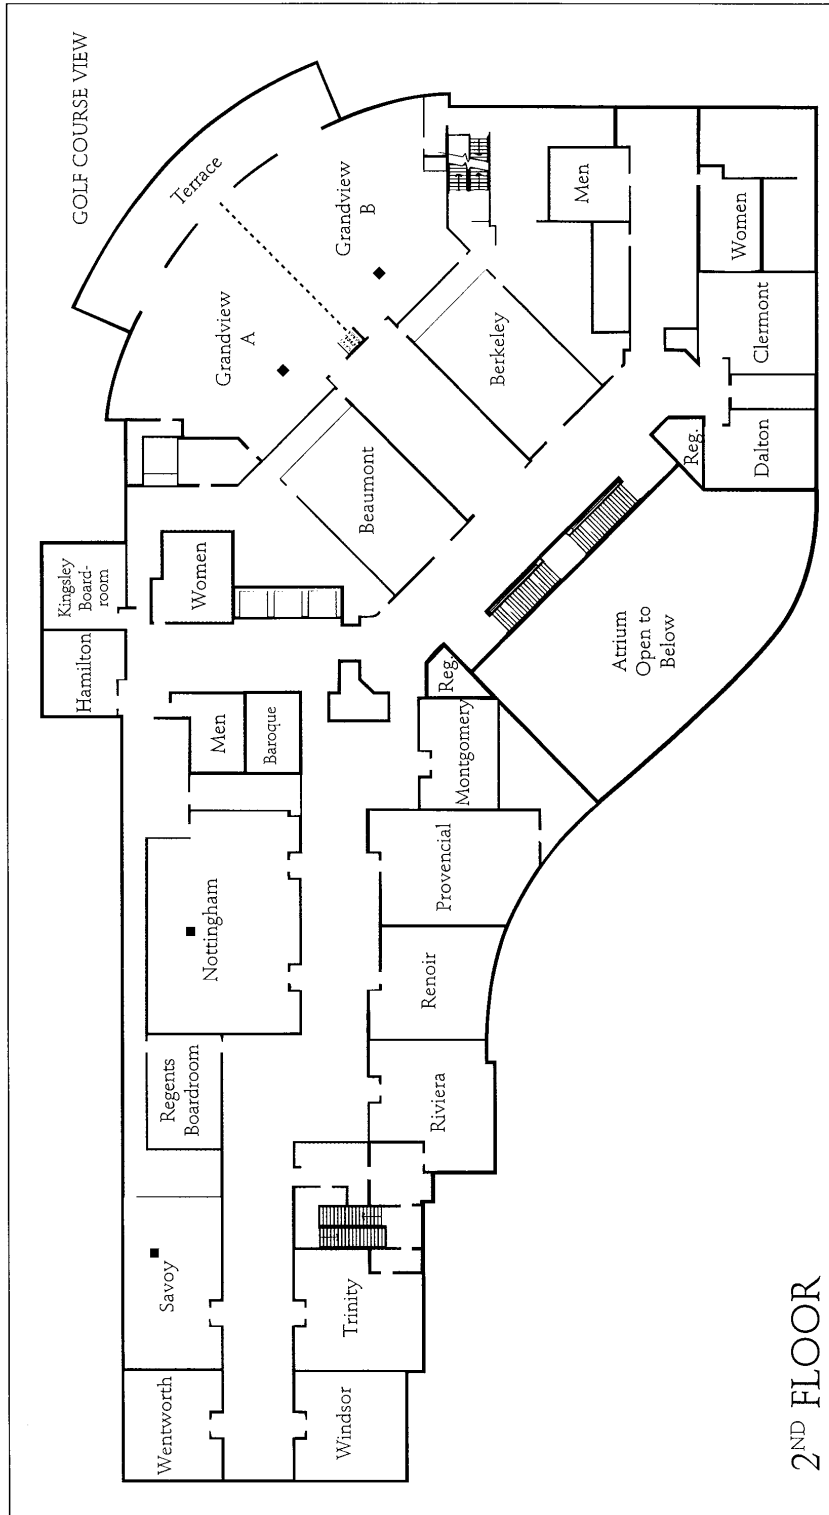 GOLF COURSE VIEW
Terrace
Grandview
A
Grandview
B
Men
Women
Clermont
Berkeley
Beaumont
Reg.
Dalton
Kingsley
Board-
room
Hamilton
Women
Men
Baroque
Atrium
Open to
Below
Reg.
Montgomery
Provencial
Nottingham
Renoir
Regents
Boardroom
Riviera
Savoy
Trinity
Wentworth
Windsor
2ND FLOOR